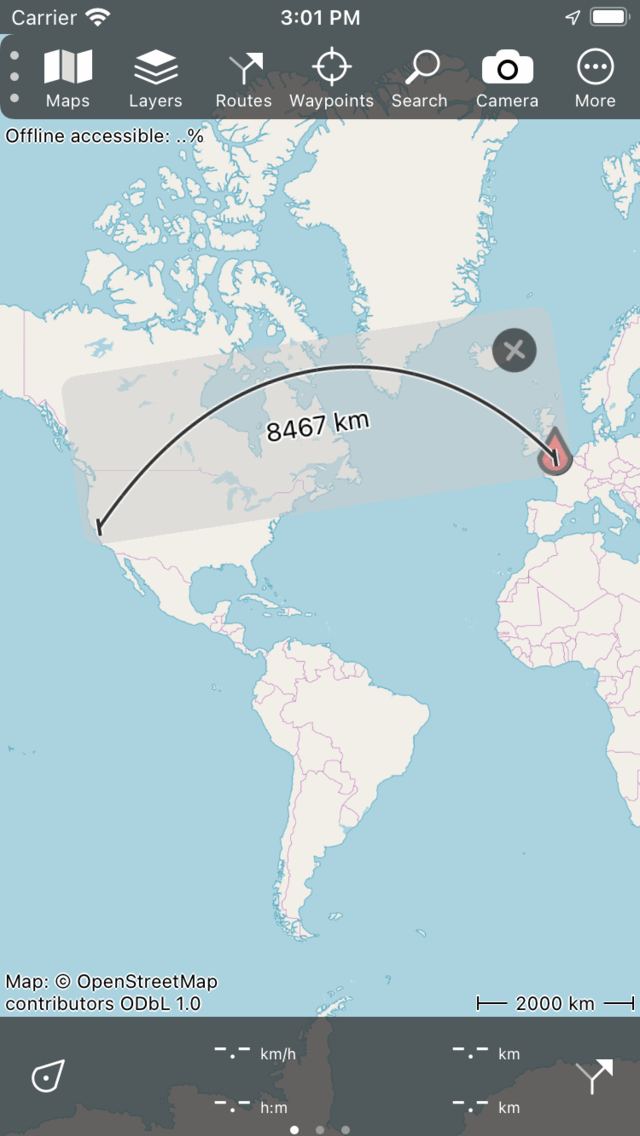 Carrier 3:01 PM
Maps Layers Routes Waypoints Search Camera More
Offline accessible: ..%
8467 km
Map: © OpenStreetMap
contributors ODbL 1.0
2000 km
-.- km/h -.- km
-.- h:m -.- km